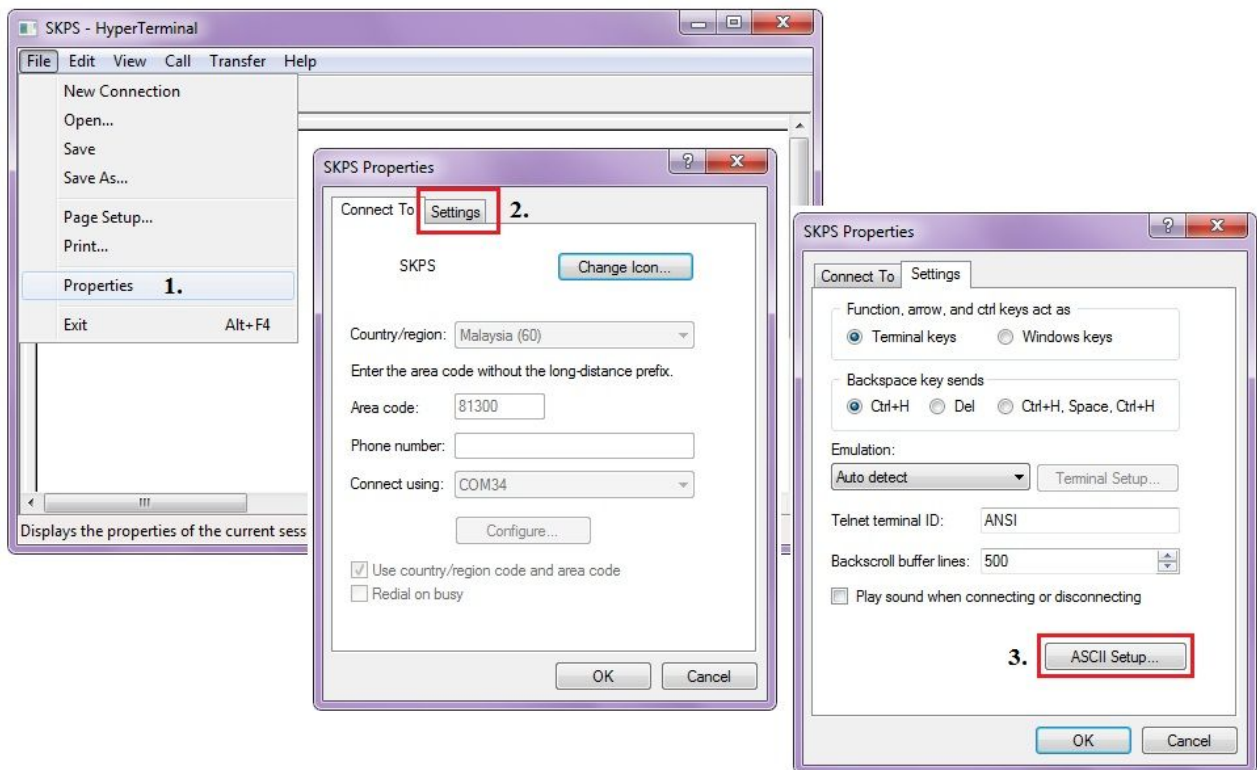 SKPS - HyperTerminal
File Edit View Call Transfer Help
New Connection
Open...
Save
Save As...
Page Setup...
Print...
Properties 1.
Exit Alt+F4
Displays the properties of the current sess
SKPS Properties
Connect To Settings 2.
SKPS Change Icon...
Country/region: Malaysia (60)
Enter the area code without the long-distance prefix.
Area code: 81300
Phone number:
Connect using: COM34
Configure...
Use country/region code and area code
Redial on busy
OK Cancel
SKPS Properties
Connect To Settings
Function, arrow, and ctrl keys act as
Terminal keys Windows keys
Backspace key sends
Ctrl+H Del Ctrl+H, Space, Ctrl+H
Emulation:
Auto detect Terminal Setup...
Telnet terminal ID: ANSI
Backscroll buffer lines: 500
Play sound when connecting or disconnecting
3. ASCII Setup...
OK Cancel